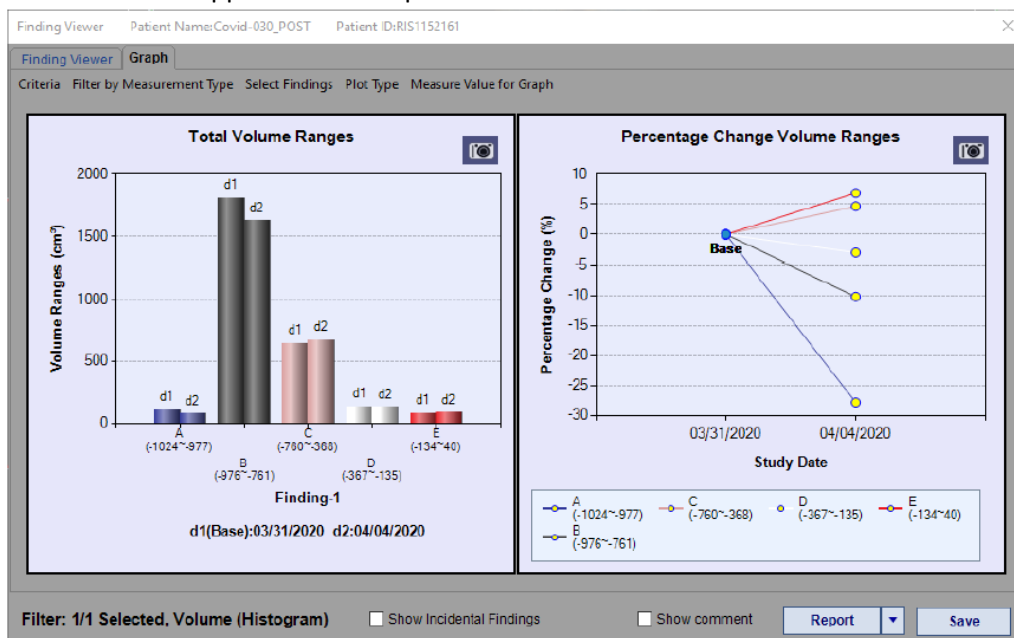 Finding Viewer Patient Name:Covid-030_POST Patient ID:RIS1152161
Finding Viewer Graph
Criteria Filter by Measurement Type Select Findings Plot Type Measure Value for Graph
Total Volume Ranges
Volume Ranges (cm³)
2000
1500
1000
500
0
d1 d2
d1
d2
d1 d2
d1 d2
d1 d2
A
(-1024~-977)
B
(-976~-761)
C
(-760~-368)
D
(-367~-135)
E
(-134~40)
Finding-1
d1(Base):03/31/2020 d2:04/04/2020
Percentage Change Volume Ranges
Percentage Change (%)
10
5
0
-5
-10
-15
-20
-25
-30
Base
03/31/2020 04/04/2020
Study Date
A
(-1024~-977)
C
(-760~-368)
D
(-367~-135)
E
(-134~40)
B
(-976~-761)
Filter: 1/1 Selected, Volume (Histogram) Show Incidental Findings Show comment Report Save